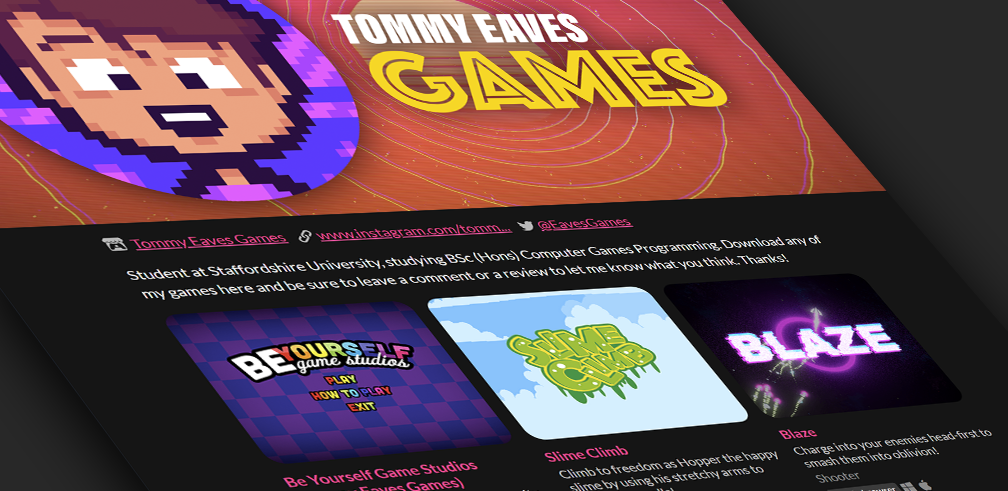 TOMMY EAVES
GAMES
Tommy Eaves Games www.instagram.com/tomm... @EavesGames
Student at Staffordshire University, studying BSc (Hons) Computer Games Programming. Download any of
my games here and be sure to leave a comment or a review to let me know what you think. Thanks!
BEYOURSELF
game studios
PLAY
HOW TO PLAY
EXIT
SLIME
CLIMB
BLAZE
Be Yourself Game Studios
Eaves Games)
Slime Climb
Climb to freedom as Hopper the happy
slime by using his stretchy arms to
Blaze
Charge into your enemies head-first to
smash them into oblivion!
Shooter